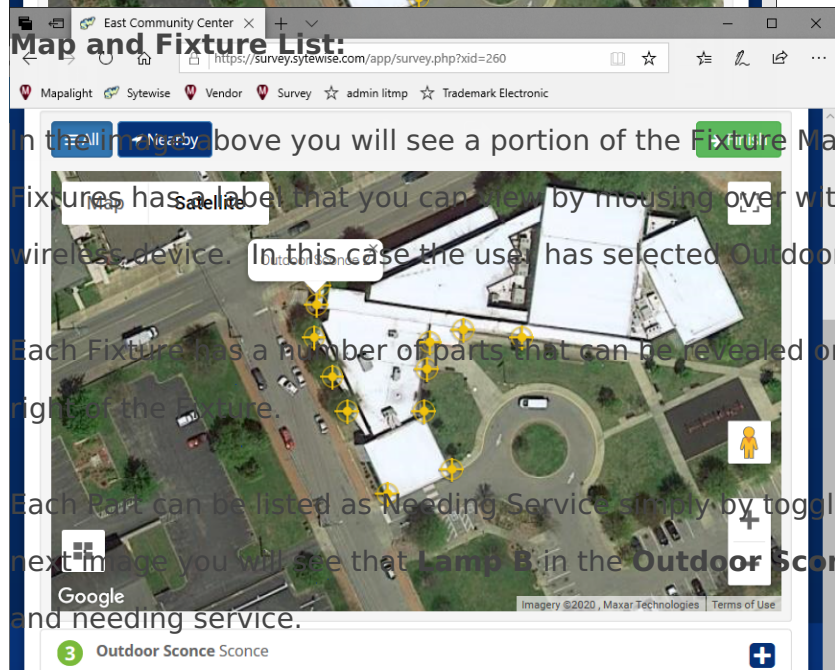 East Community Center
Map and Fixture List:
https://survey.sytewise.com/app/survey.php?xid=260
Mapalight Sytewise Vendor Survey admin litmp Trademark Electronic
All Nearby Finish
In the image above you will see a portion of the Fixture Ma
Map Satellite
Fixtures has a label that you can view by mousing over wit
wireless device. In this case the user has selected Outdoor
Outdoor Sconce
Each Fixture has a number of parts that can be revealed or
right of the Fixture.
Each Part can be listed as Needing Service simply by toggli
next image you will see that Lamp B in the Outdoor Scon
Google
Imagery ©2020 , Maxar Technologies Terms of Use
and needing service.
3 Outdoor Sconce Sconce